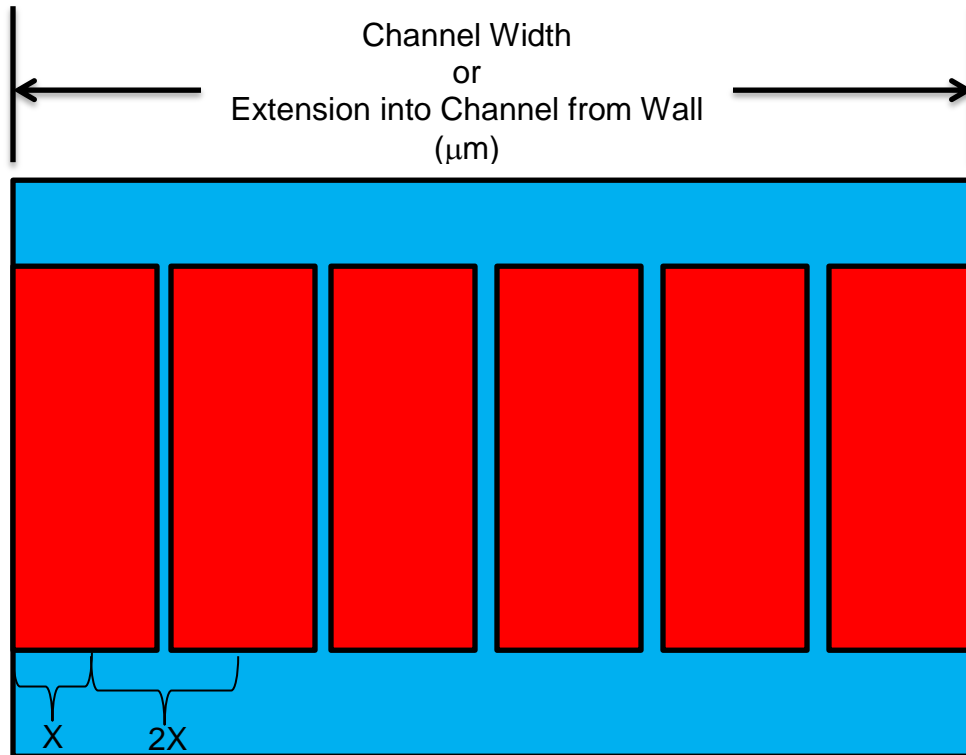 Channel Width
or
Extension into Channel from Wall
(μm)
X
2X